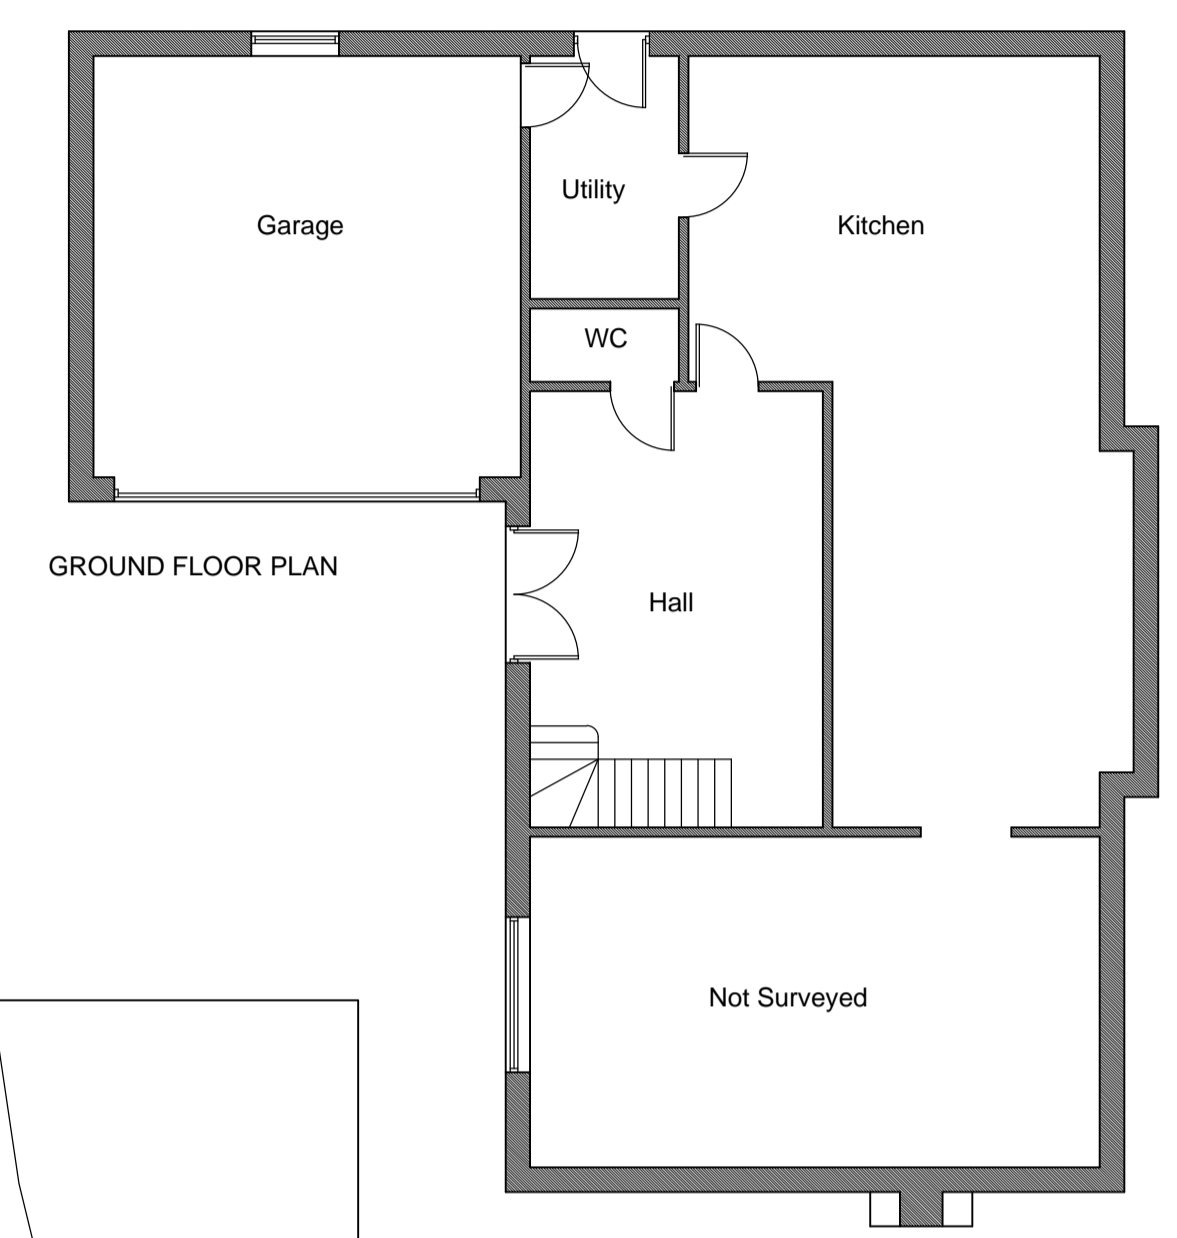 Utility
Garage
Kitchen
WC
GROUND FLOOR PLAN
Hall
Not Surveyed